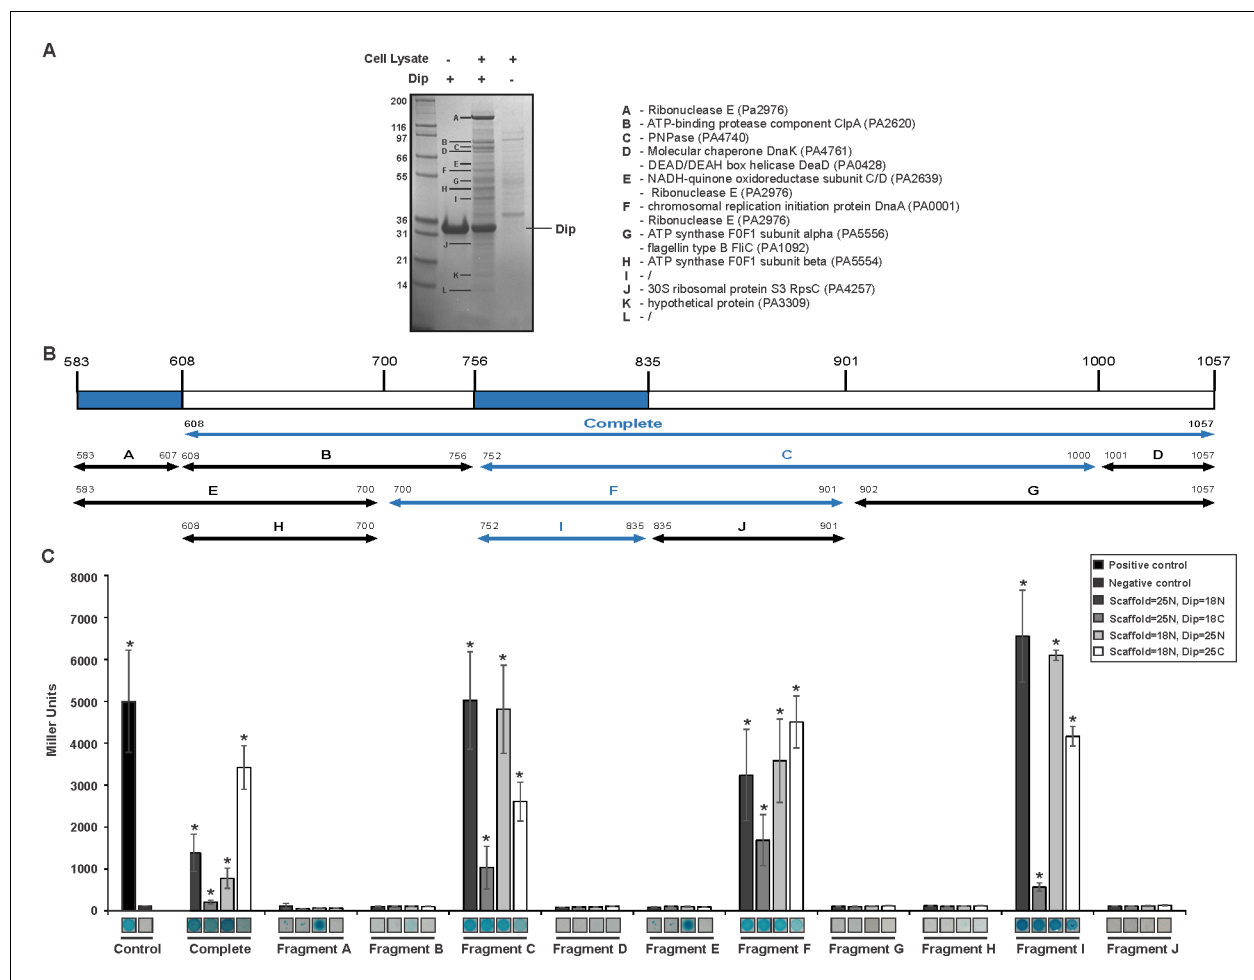 A
Cell Lysate - + +
Dip + + -
200
116
97
66
55
36
31
21
14
A
B
C
D
E
F
G
H
I
J
K
L
Dip
A - Ribonuclease E (Pa2976)
B - ATP-binding protease component ClpA (PA2620)
C - PNPase (PA4740)
D - Molecular chaperone DnaK (PA4761)
- DEAD/DEAH box helicase DeaD (PA0428)
E - NADH-quinone oxidoreductase subunit C/D (PA2639)
- Ribonuclease E (PA2976)
F - chromosomal replication initiation protein DnaA (PA0001)
- Ribonuclease E (PA2976)
G - ATP synthase F0F1 subunit alpha (PA5556)
- flagellin type B FliC (PA1092)
H - ATP synthase F0F1 subunit beta (PA5554)
I - /
J - 30S ribosomal protein S3 RpsC (PA4257)
K - hypothetical protein (PA3309)
L - /
B
583 608 700 756 835 901 1000 1057
608 Complete 1057
583 A 607 608 B 756 752 C 1000 1001 D 1057
583 E 700 700 F 901 902 G 1057
608 H 700 752 I 835 835 J 901
C
Positive control
Negative control
Scaffold=25N, Dip=18N
Scaffold=25N, Dip=18C
Scaffold=18N, Dip=25N
Scaffold=18N, Dip=25C
Miller Units
8000
7000
6000
5000
4000
3000
2000
1000
0
* * * * * * * * * * * * * * * * *
Control Complete Fragment A Fragment B Fragment C Fragment D Fragment E Fragment F Fragment G Fragment H Fragment I Fragment J